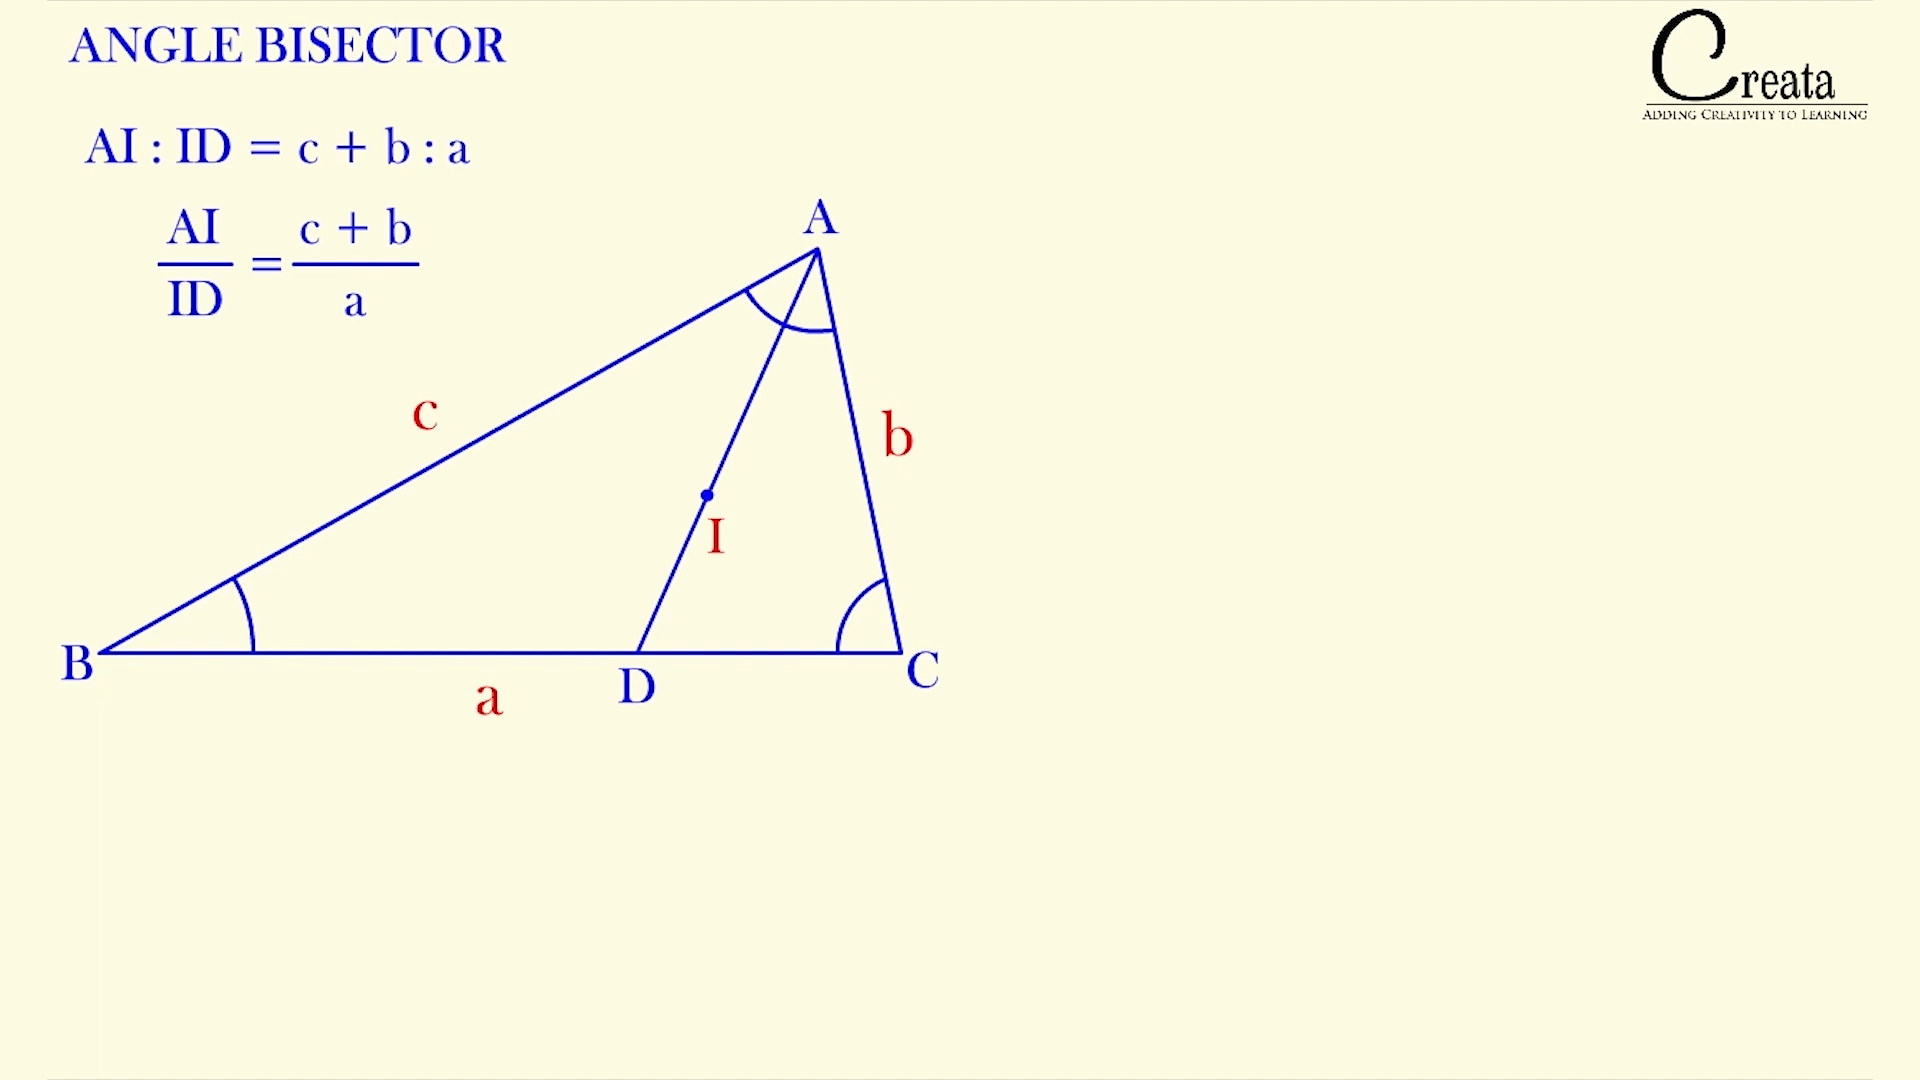 ANGLE BISECTOR
Creata
ADDING CREATIVITY TO LEARNING
AI : ID = c + b : a
AI
ID
=
c + b
a
A
c
b
I
B
D
C
a